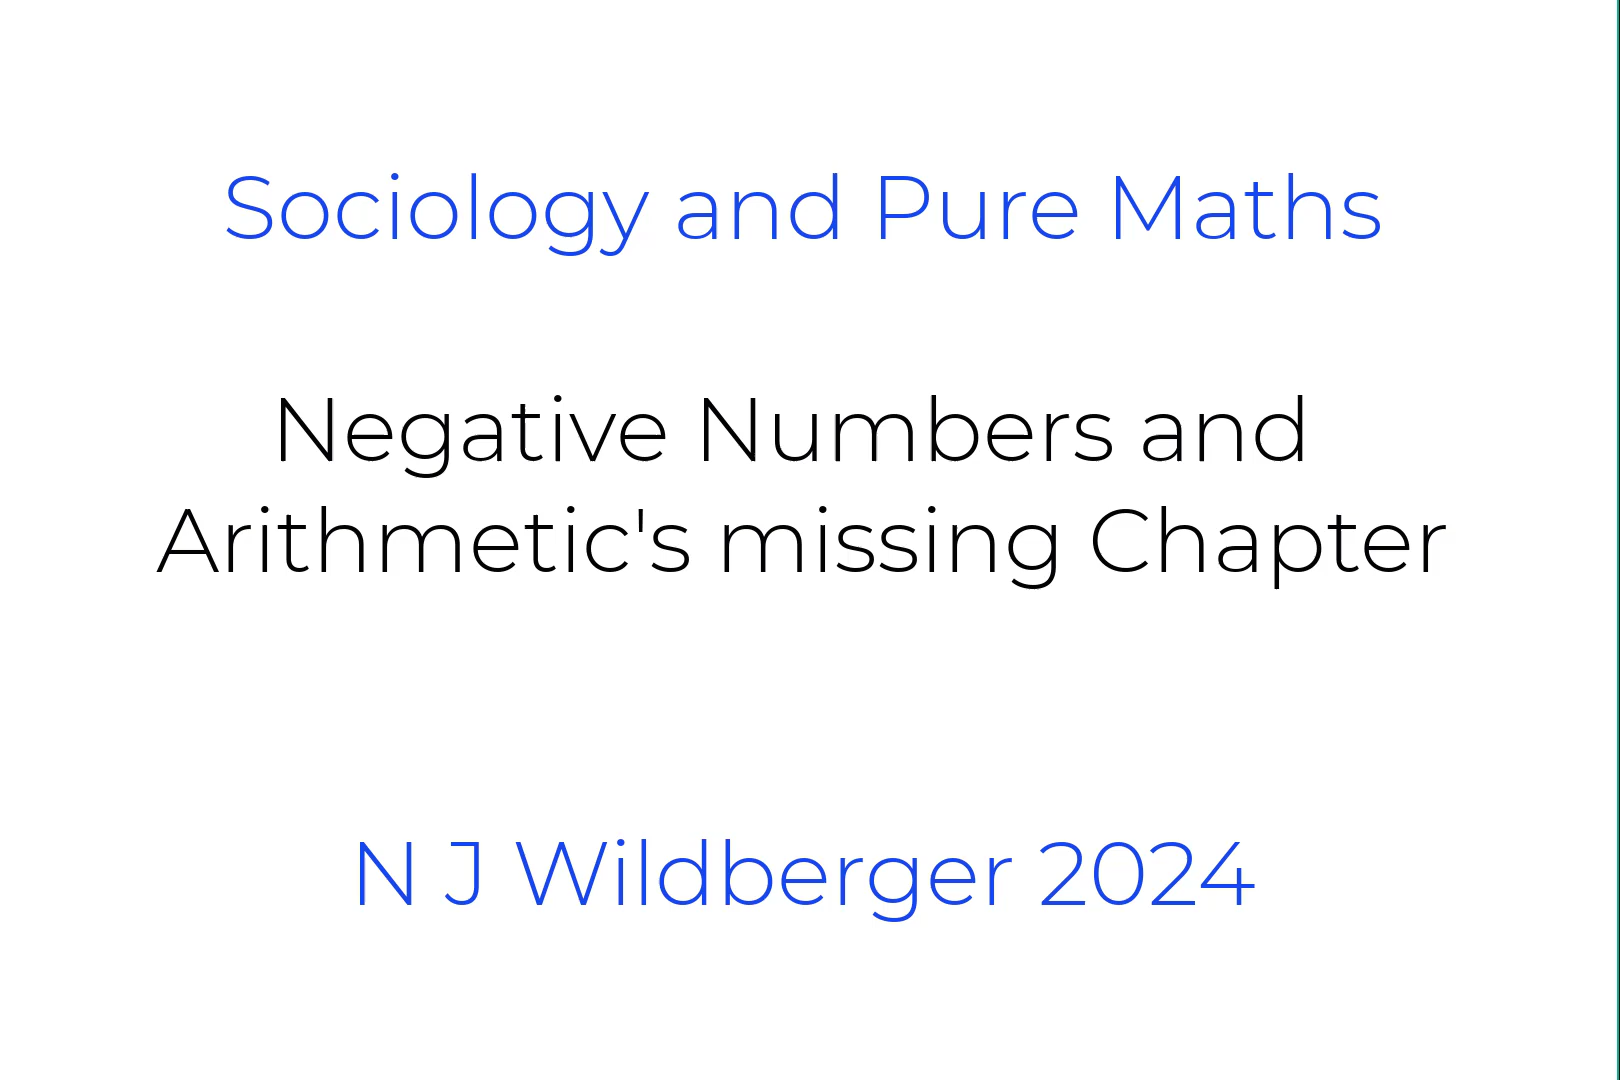 Sociology and Pure Maths
Negative Numbers and
Arithmetic's missing Chapter
N J Wildberger 2024